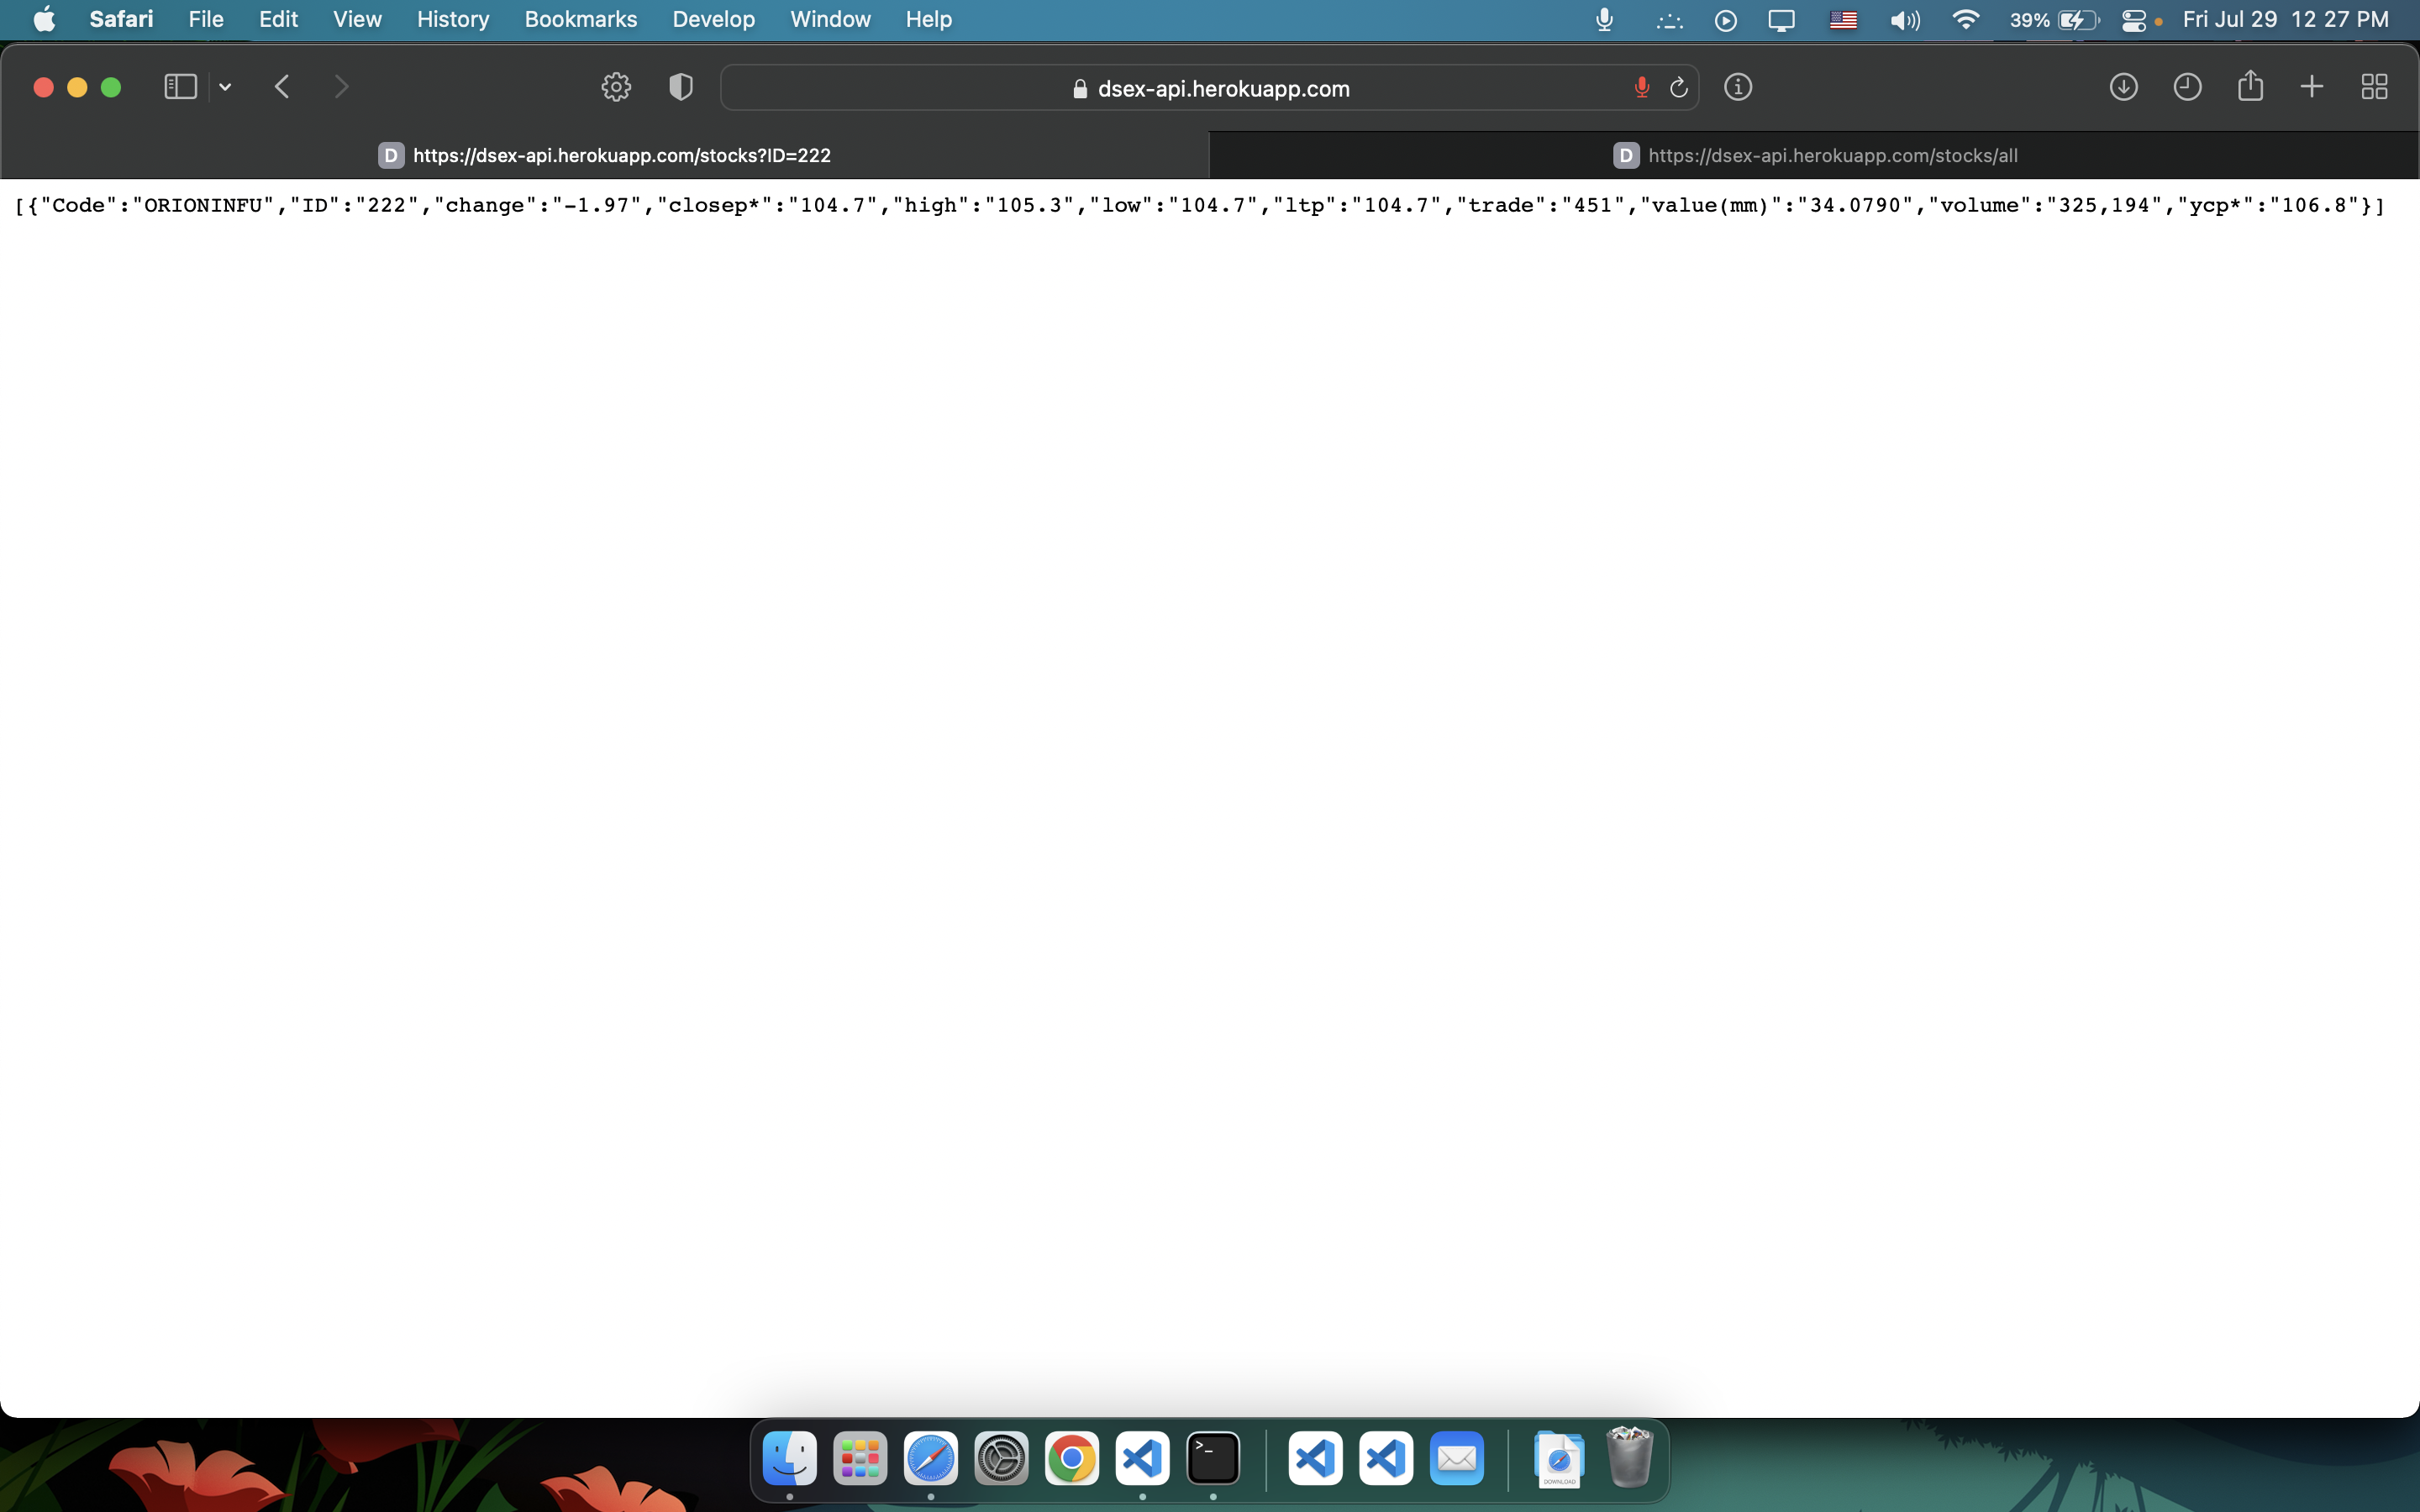 Safari File Edit View History Bookmarks Develop Window Help 39% Fri Jul 29 12 27 PM
dsex-api.herokuapp.com
D https://dsex-api.herokuapp.com/stocks?ID=222 D https://dsex-api.herokuapp.com/stocks/all
[{"Code":"ORIONINFU","ID":"222","change":"-1.97","closep*":"104.7","high":"105.3","low":"104.7","ltp":"104.7","trade":"451","value(mm)":"34.0790","volume":"325,194","ycp*":"106.8"}]
>_
DOWNLOAD